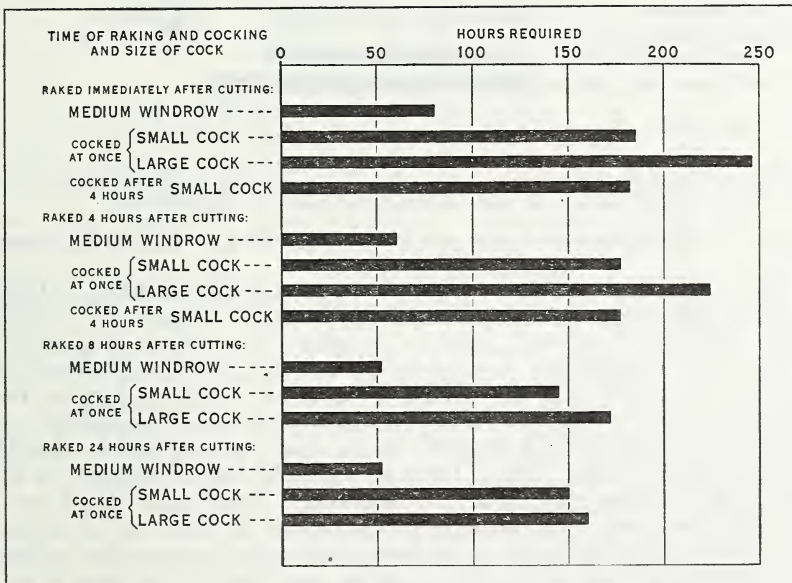 TIME OF RAKING AND COCKING
AND SIZE OF COCK
HOURS REQUIRED
0 50 100 150 200 250
RAKED IMMEDIATELY AFTER CUTTING:
MEDIUM WINDROW
COCKED AT ONCE
SMALL COCK
LARGE COCK
COCKED AFTER 4 HOURS
SMALL COCK
RAKED 4 HOURS AFTER CUTTING:
MEDIUM WINDROW
COCKED AT ONCE
SMALL COCK
LARGE COCK
COCKED AFTER 4 HOURS
SMALL COCK
RAKED 8 HOURS AFTER CUTTING:
MEDIUM WINDROW
COCKED AT ONCE
SMALL COCK
LARGE COCK
RAKED 24 HOURS AFTER CUTTING:
MEDIUM WINDROW
COCKED AT ONCE
SMALL COCK
LARGE COCK